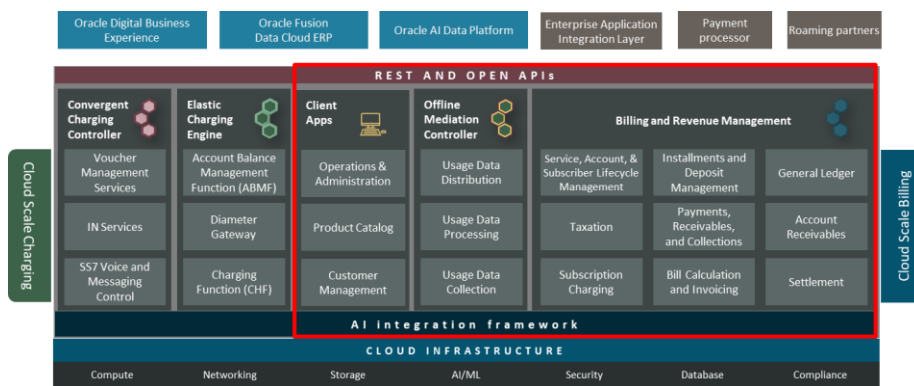 Oracle Digital Business
Experience
Oracle Fusion
Data Cloud ERP
Oracle AI Data Platform
Enterprise Application
Integration Layer
Payment
processor
Roaming partners
REST AND OPEN APIs
Cloud Scale Charging
Convergent
Charging
Controller
Voucher
Management
Services
IN Services
SS7 Voice and
Messaging
Control
Elastic
Charging
Engine
Account Balance
Management
Function (ABMF)
Diameter
Gateway
Charging
Function (CHF)
Client
Apps
Operations &
Administration
Product Catalog
Customer
Management
Offline
Mediation
Controller
Usage Data
Distribution
Usage Data
Processing
Usage Data
Collection
Billing and Revenue Management
Service, Account, &
Subscriber Lifecycle
Management
Taxation
Subscription
Charging
Installments and
Deposit
Management
Payments,
Receivables,
and Collections
Bill Calculation
and Invoicing
General Ledger
Account
Receivables
Settlement
Cloud Scale Billing
AI integration framework
CLOUD INFRASTRUCTURE
Compute
Networking
Storage
AI/ML
Security
Database
Compliance